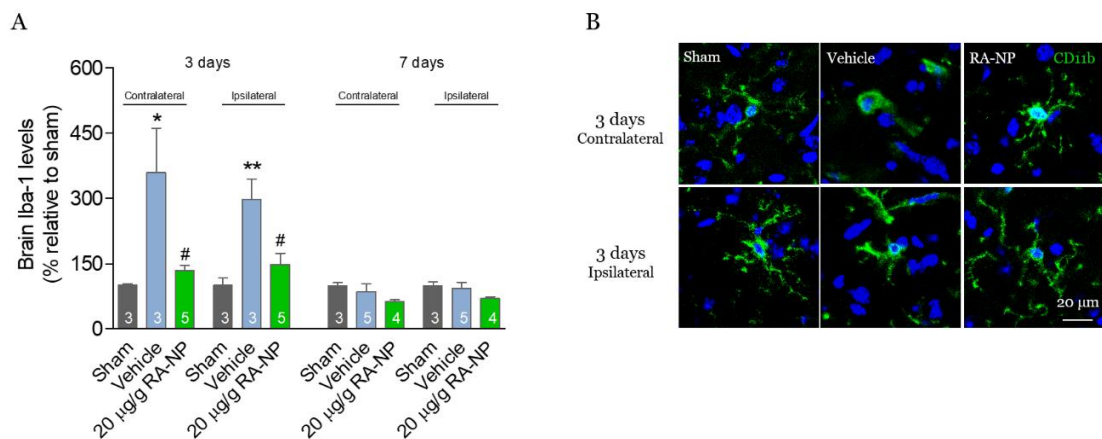 A
3 days
7 days
Contralateral
Ipsilateral
Contralateral
Ipsilateral
Brain Iba-1 levels
(% relative to sham)
600
450
300
150
0
*
**
#
#
3
3
5
3
3
5
3
5
4
3
5
4
Sham
Vehicle
20 µg/g RA-NP
Sham
Vehicle
20 µg/g RA-NP
Sham
Vehicle
20 µg/g RA-NP
Sham
Vehicle
20 µg/g RA-NP
B
Sham
Vehicle
RA-NP
CD11b
3 days
Contralateral
3 days
Ipsilateral
20 µm